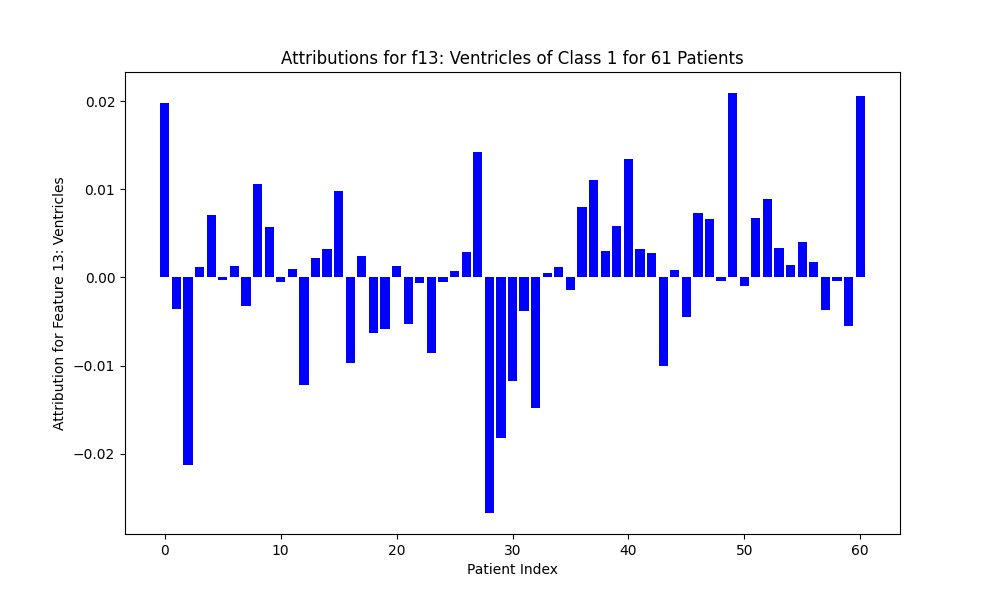 Attributions for f13: Ventricles of Class 1 for 61 Patients
Attribution for Feature 13: Ventricles
0.02
0.01
0.00
−0.01
−0.02
0 10 20 30 40 50 60
Patient Index